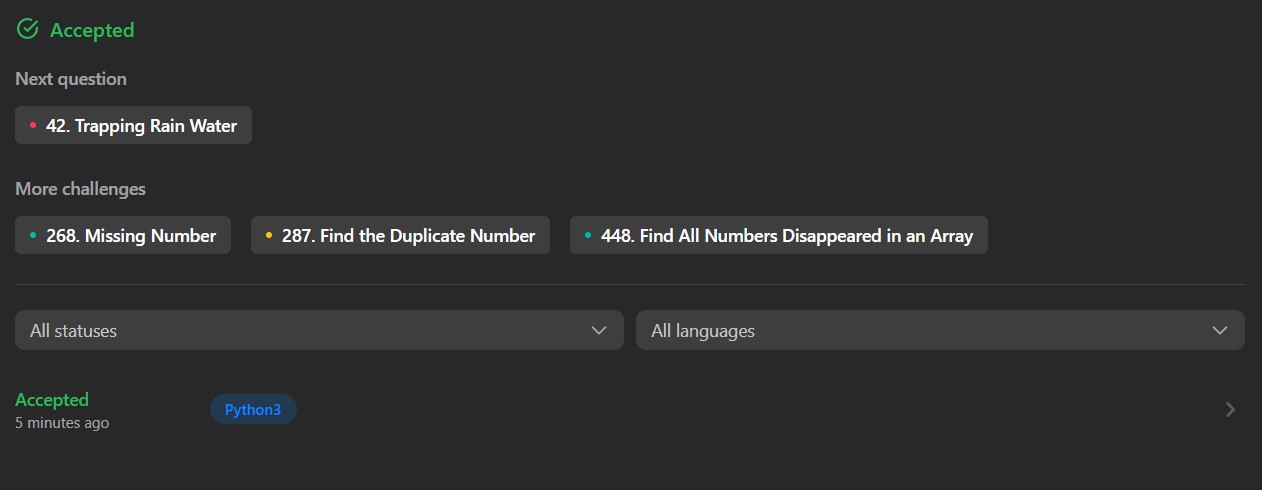 Accepted
Next question
42. Trapping Rain Water
More challenges
268. Missing Number 287. Find the Duplicate Number 448. Find All Numbers Disappeared in an Array
All statuses All languages
Accepted Python3
5 minutes ago